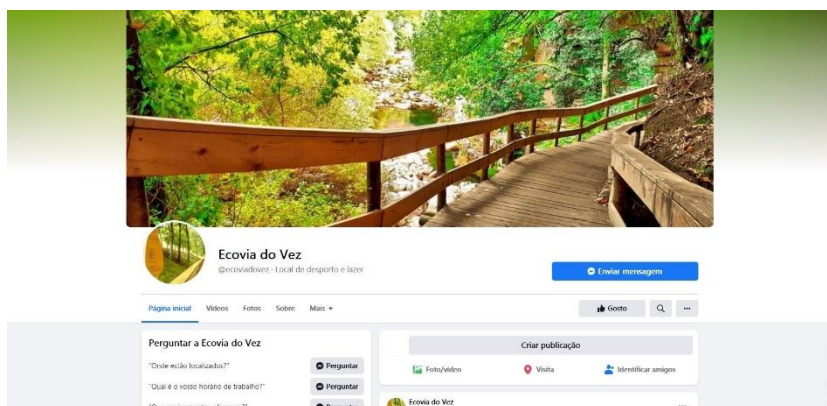 Ecovia do Vez
@ecoviadovez · Local de desporto e lazer
Enviar mensagem
Página inicial Vídeos Fotos Sobre Mais
Gosto
Perguntar a Ecovia do Vez
"Onde estão localizados?" Perguntar
"Qual é o vosso horário de trabalho?" Perguntar
Perguntar
Criar publicação
Foto/vídeo Visita Identificar amigos
Ecovia do Vez